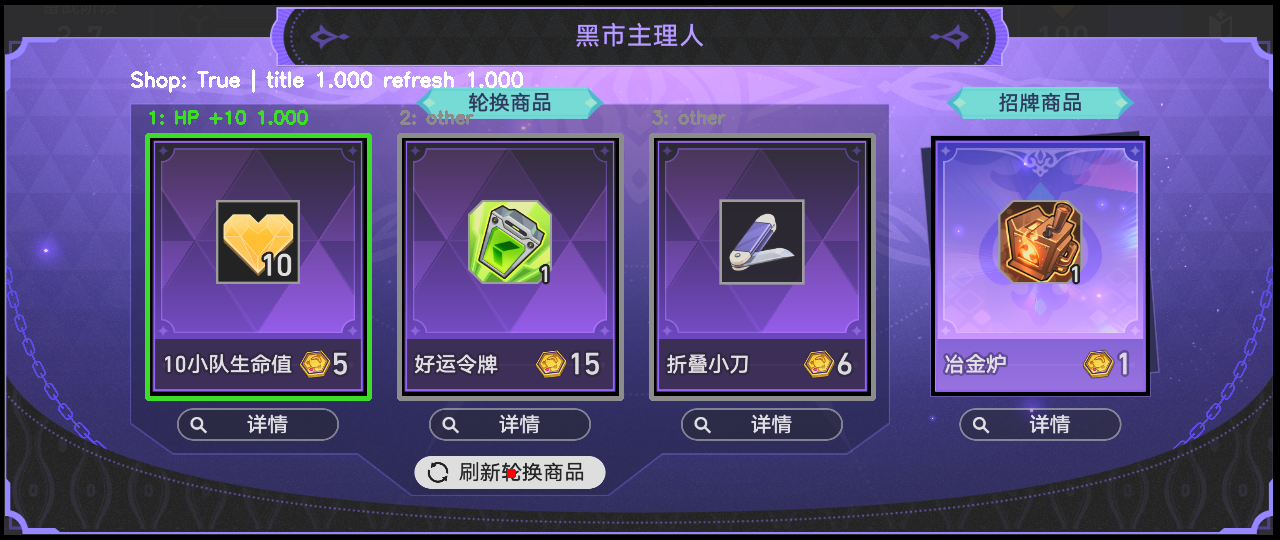 黑市主理人
Shop: True | title 1.000 refresh 1.000
轮换商品
招牌商品
1: HP +10 1.000
2: other
3: other
10
1
1
10小队生命值 5
好运令牌 15
折叠小刀 6
冶金炉 1
详情
详情
详情
详情
刷新轮换商品